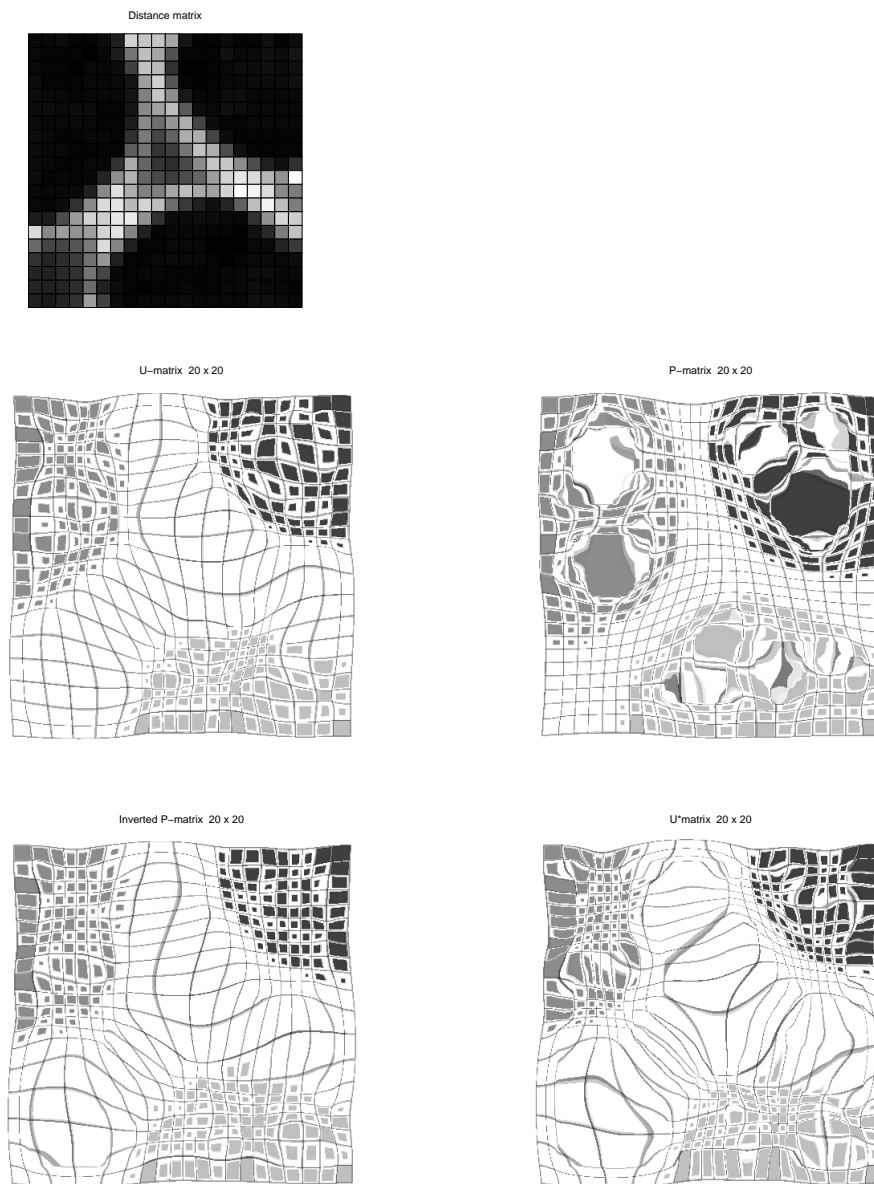 Distance matrix
U−matrix 20 x 20
P−matrix 20 x 20
Inverted P−matrix 20 x 20
U*matrix 20 x 20